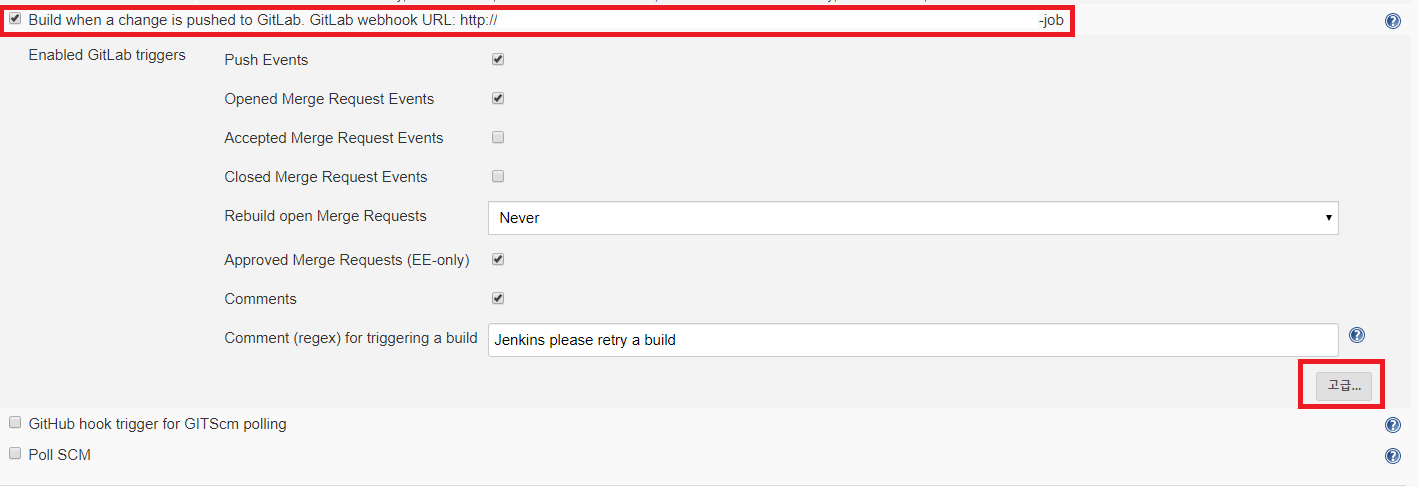 Build when a change is pushed to GitLab. GitLab webhook URL: http:// -job
Enabled GitLab triggers
Push Events
Opened Merge Request Events
Accepted Merge Request Events
Closed Merge Request Events
Rebuild open Merge Requests Never
Approved Merge Requests (EE-only)
Comments
Comment (regex) for triggering a build Jenkins please retry a build
고급...
GitHub hook trigger for GITScm polling
Poll SCM